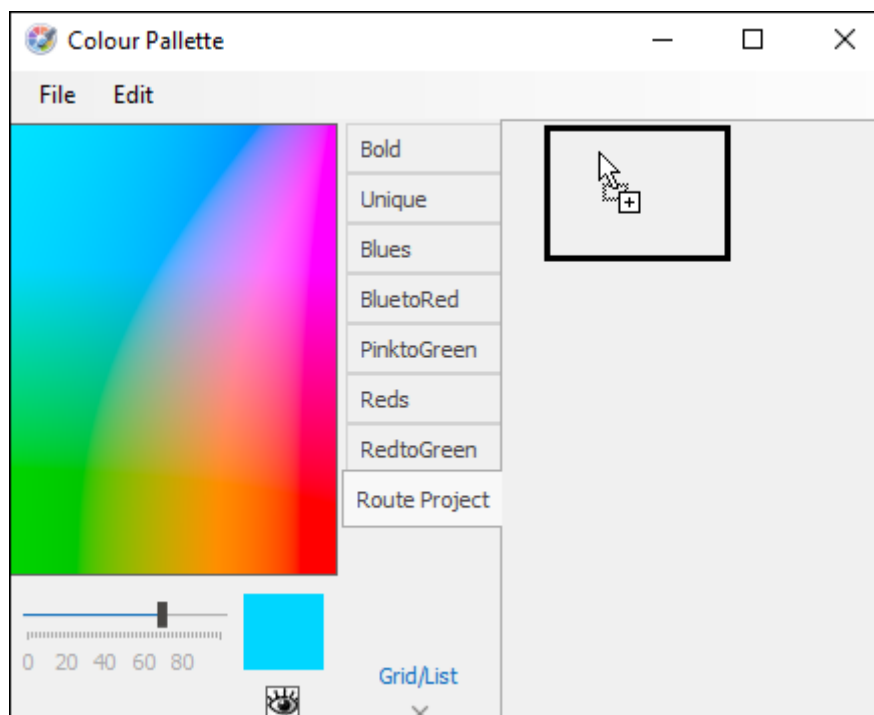 Colour Pallette
File Edit
Bold
Unique
Blues
BluetoRed
PinktoGreen
Reds
RedtoGreen
Route Project
0 20 40 60 80
Grid/List